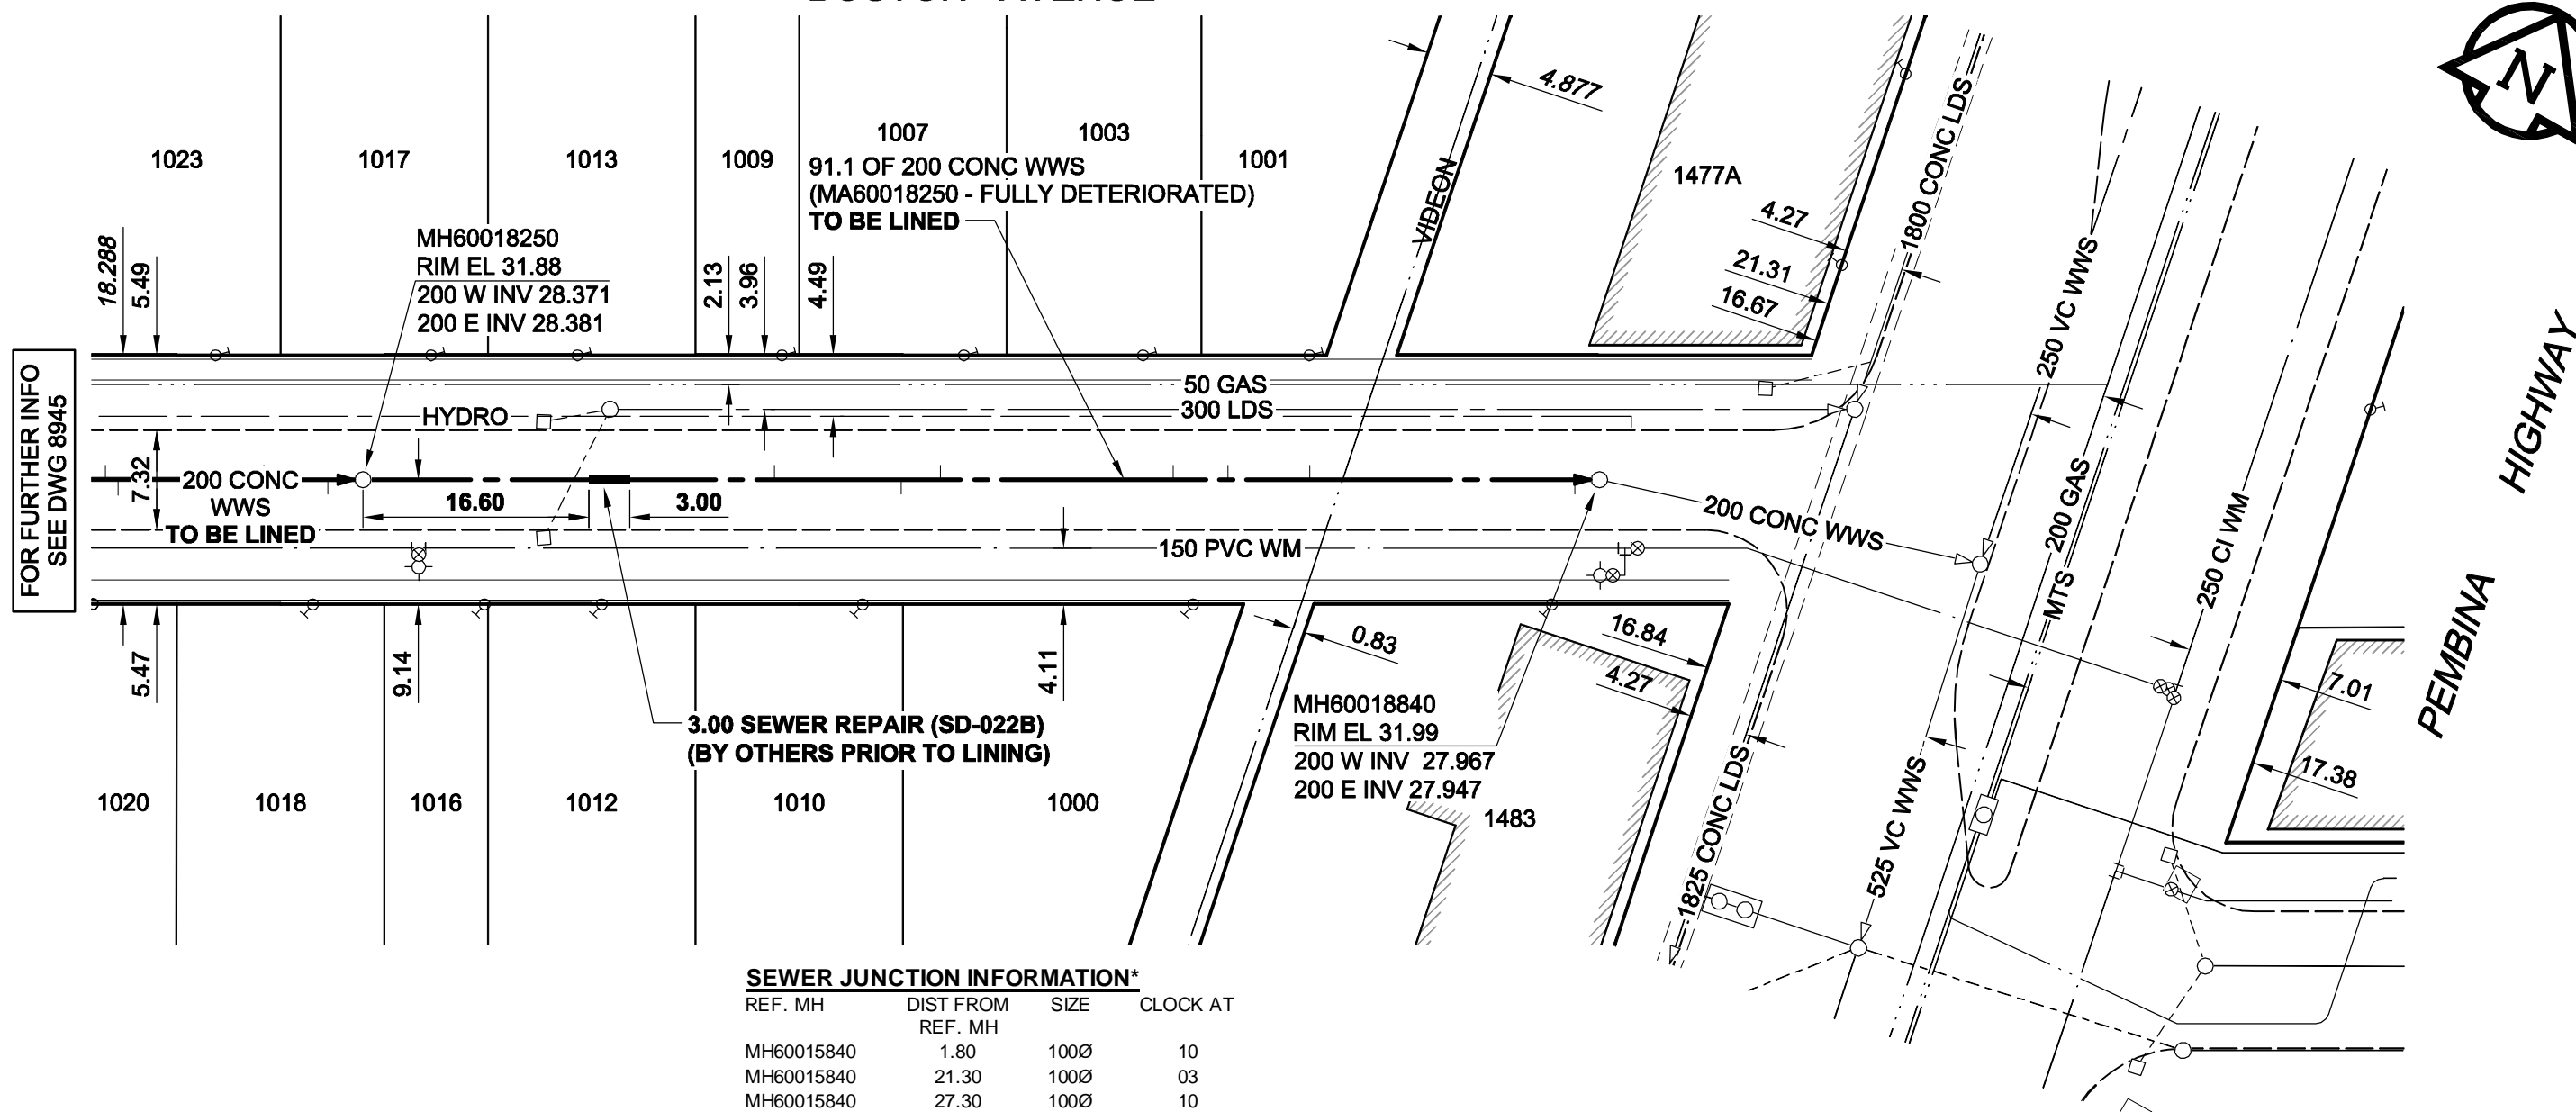 1023
1017
1013
1009
1007
1003
1001
91.1 OF 200 CONC WWS
(MA60018250 - FULLY DETERIORATED)
TO BE LINED
MH60018250
RIM EL 31.88
200 W INV 28.371
200 E INV 28.381
18.288
5.49
2.13
3.96
4.49
VIDEON
4.877
1477A
4.27
21.31
16.67
1800 CONC LDS
250 VC WWS
N
FOR FURTHER INFO
SEE DWG 8945
50 GAS
300 LDS
HYDRO
7.32
200 CONC
WWS
TO BE LINED
16.60
3.00
150 PVC WM
200 CONC WWS
MTS
200 GAS
250 CI WM
PEMBINA HIGHWAY
5.47
9.14
4.11
0.83
16.84
4.27
7.01
17.38
3.00 SEWER REPAIR (SD-022B)
(BY OTHERS PRIOR TO LINING)
MH60018840
RIM EL 31.99
200 W INV 27.967
200 E INV 27.947
1020
1018
1016
1012
1010
1000
1483
1825 CONC LDS
525 VC WWS
SEWER JUNCTION INFORMATION*
REF. MH DIST FROM SIZE CLOCK AT
REF. MH
MH60015840 1.80 100Ø 10
MH60015840 21.30 100Ø 03
MH60015840 27.30 100Ø 10